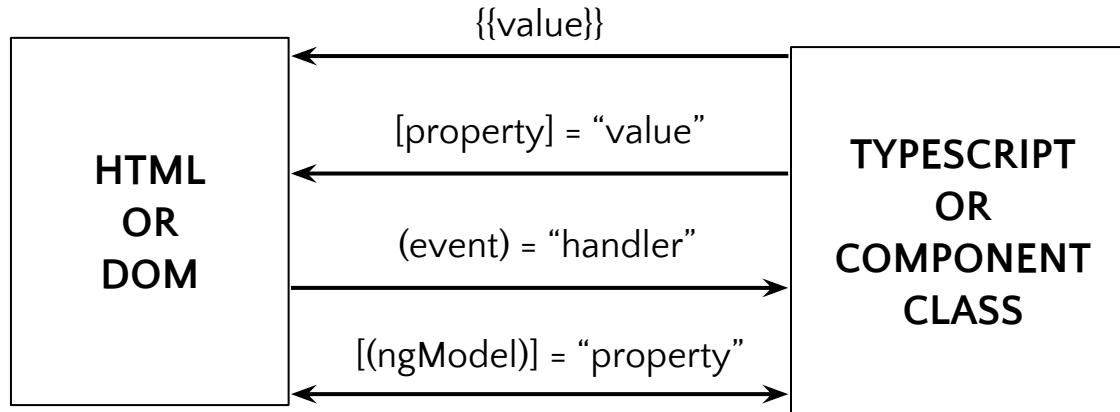 {{value}}
[property] = “value”
(event) = “handler”
[(ngModel)] = “property”
HTML
OR
DOM
TYPESCRIPT
OR
COMPONENT
CLASS